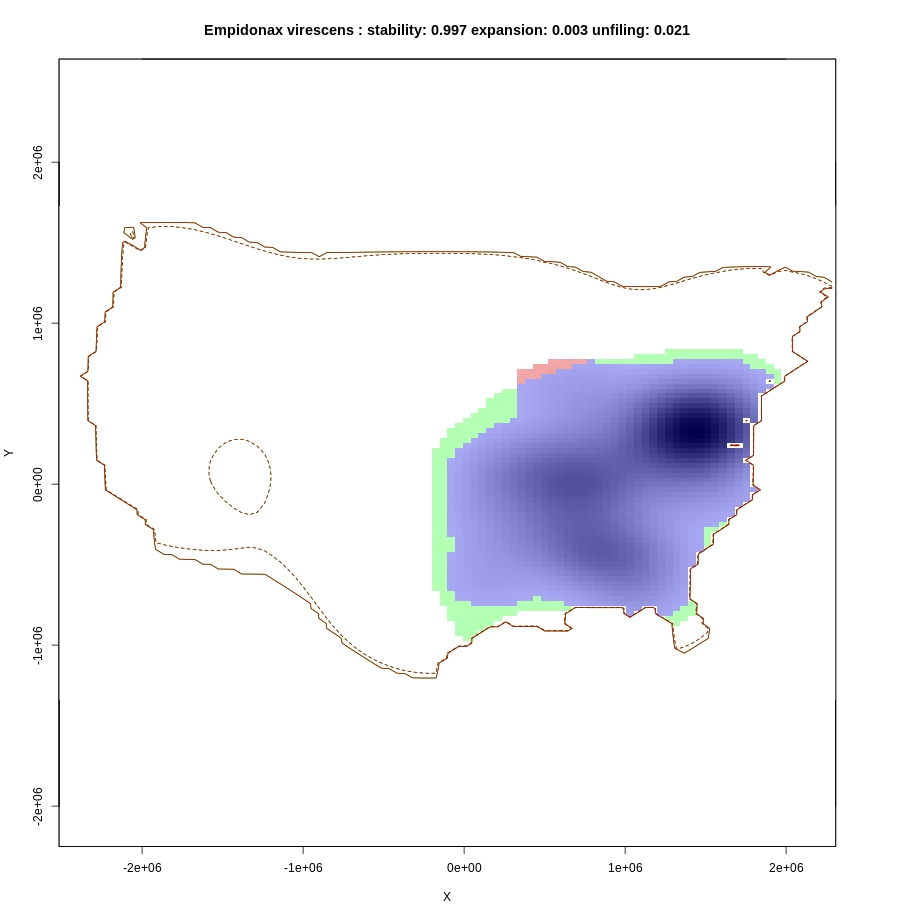 Empidonax virescens : stability: 0.997 expansion: 0.003 unfiling: 0.021
2e+06
1e+06
0e+00
-1e+06
-2e+06
Y
-2e+06 -1e+06 0e+00 1e+06 2e+06
X